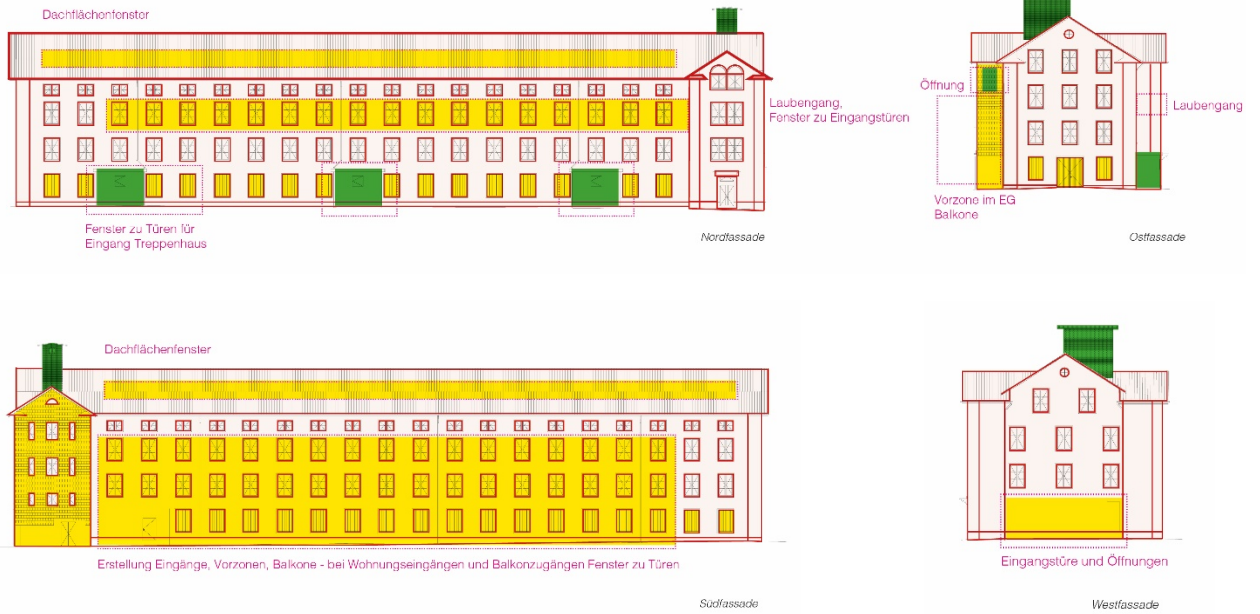 Dachflächenfenster
Laubengang,
Fenster zu Eingangstüren
Fenster zu Türen für
Eingang Treppenhaus
Nordfassade
Öffnung
Laubengang
Vorzone im EG
Balkone
Ostfassade
Dachflächenfenster
Erstellung Eingänge, Vorzonen, Balkone - bei Wohnungseingängen und Balkonzugängen Fenster zu Türen
Südfassade
Eingangstüre und Öffnungen
Westfassade